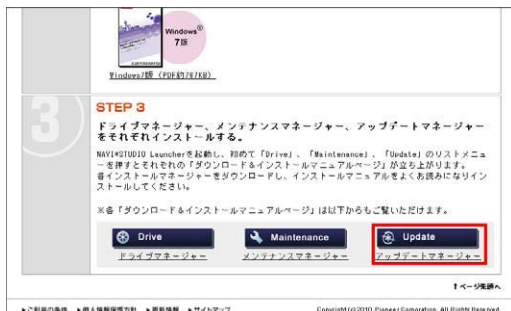 Windows®
7版
Windows7版 (PDF約767KB)
3
STEP 3
ドライブマネージャー、メンテナンスマネージャー、アップデートマネージャー
をそれぞれインストールする。
NAVI*STUDIO Launcherを起動し、初めて「Drive」、「Maintenance」、「Update」のリストメニュ
ーを押すとそれぞれの「ダウンロード&インストールマニュアルページ」が立ち上がります。
各インストールマネージャーをダウンロードし、インストールマニュアルをよくお読みになりイン
ストールしてください。
※各「ダウンロード&インストールマニュアルページ」は以下からもご覧いただけます。
Drive
Maintenance
Update
ドライブマネージャー
メンテナンスマネージャー
アップデートマネージャー
↑ページ先頭へ
▶ご利用の条件 ▶個人情報保護方針 ▶更新情報 ▶サイトマップ
Copyright(c)2010 Pioneer Corporation. All Rights Reserved.